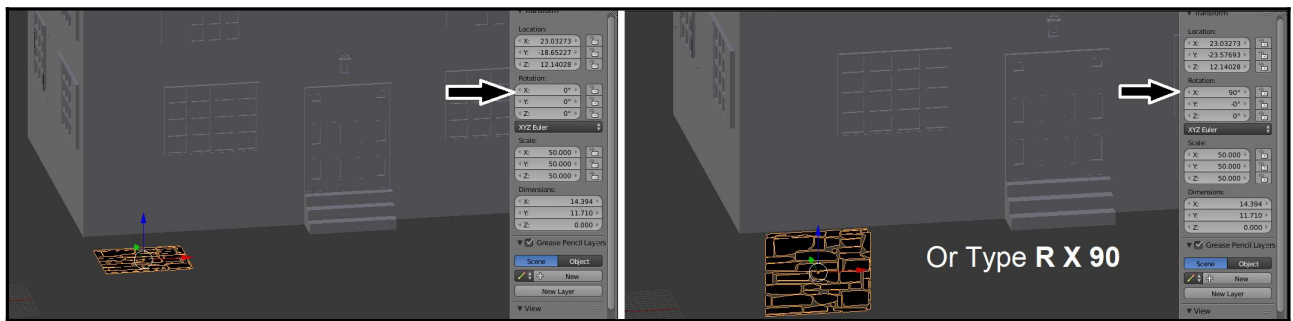 ▼ Transform
Location:
X: 23.03273
Y: -18.65227
Z: 12.14028
Rotation:
X: 0°
Y: 0°
Z: 0°
XYZ Euler
Scale:
X: 50.000
Y: 50.000
Z: 50.000
Dimensions:
X: 14.394
Y: 11.710
Z: 0.000
▼ Grease Pencil Layers
Scene Object
New
New Layer
▼ View
▼ Transform
Location:
X: 23.03273
Y: -23.57693
Z: 12.14028
Rotation:
X: 90°
Y: -0°
Z: 0°
XYZ Euler
Scale:
X: 50.000
Y: 50.000
Z: 50.000
Dimensions:
X: 14.394
Y: 11.710
Z: 0.000
▼ Grease Pencil Layers
Scene Object
New
New Layer
▼ View
Or Type R X 90